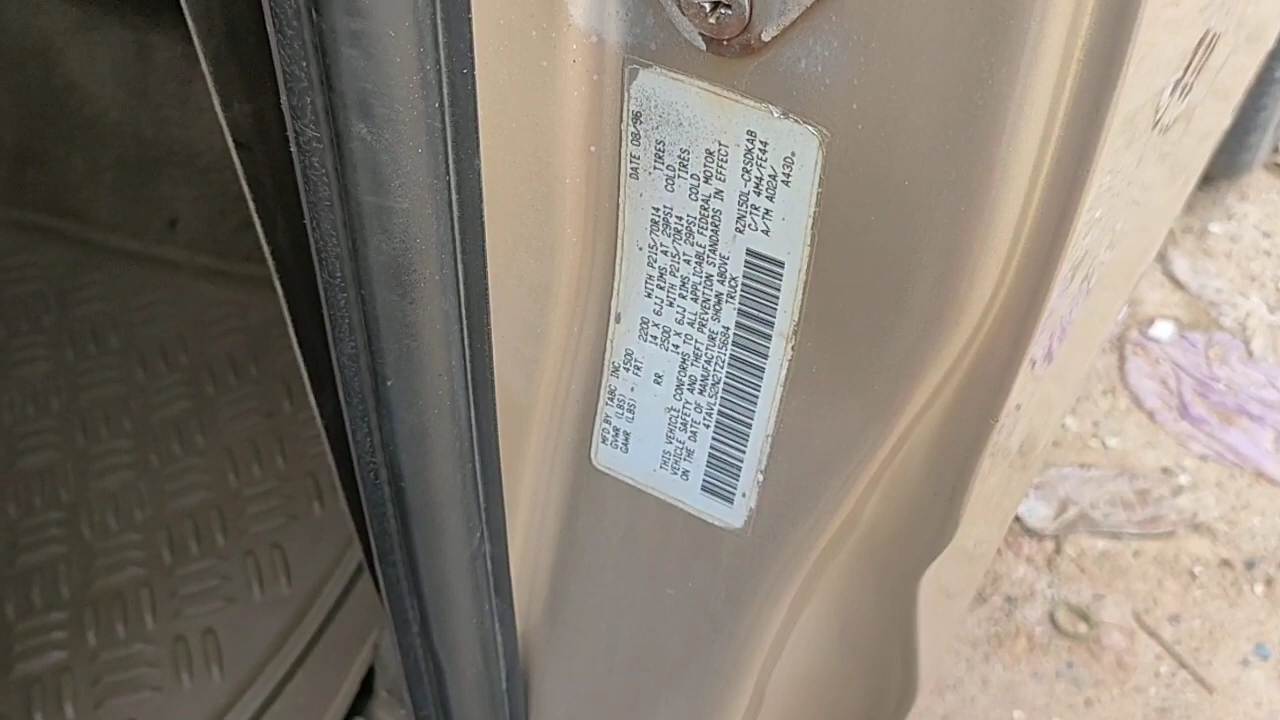 MFD.BY TABC INC. DATE 08/96
GVWR (LBS) = 4500
GAWR (LBS) = FRT. 2200 WITH P215/70R14
14 X 6JJ RIMS. AT 29PSI COLD TIRES
RR. 2500 WITH P215/70R14
14 X 6JJ RIMS. AT 29PSI COLD TIRES
THIS VEHICLE CONFORMS TO ALL APPLICABLE FEDERAL MOTOR
VEHICLE SAFETY AND THEFT PREVENTION STANDARDS IN EFFECT
ON THE DATE OF MANUFACTURE SHOWN ABOVE.
4TAVL52N2TZ215684 TRUCK
RZN150L-CRSDKAB
C/TR 4M4/FE44
A/TM A02A/
A43D